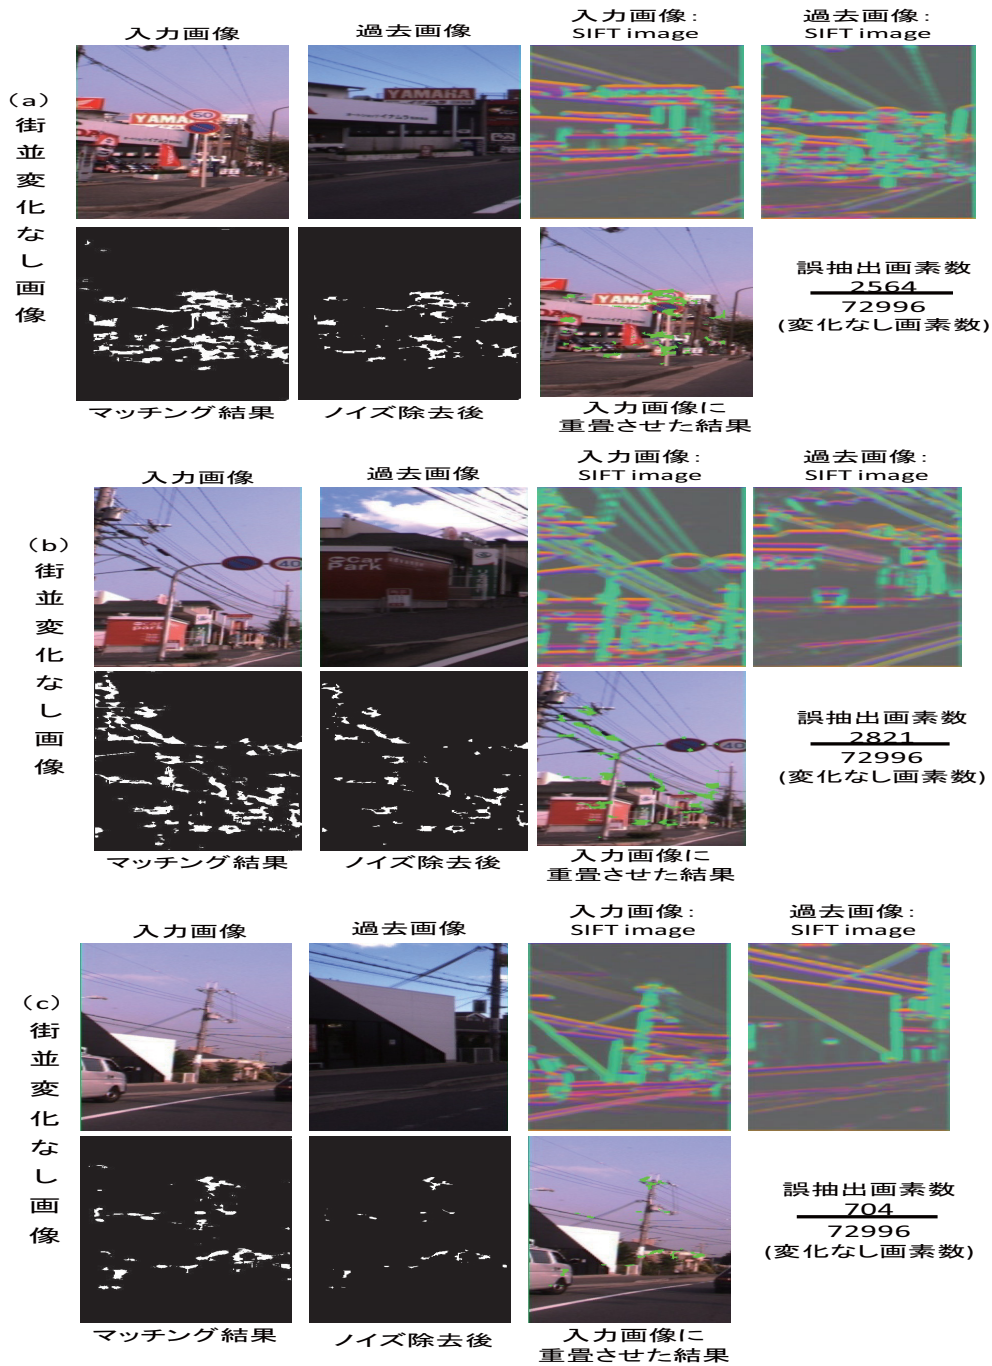 入力画像
過去画像
入力画像：
SIFT image
過去画像：
SIFT image
(a)
街並変化なし画像
YAMA
50
YAMAHA
誤抽出画素数
2564
72996
(変化なし画素数)
マッチング結果
ノイズ除去後
入力画像に
重畳させた結果
入力画像
過去画像
入力画像：
SIFT image
過去画像：
SIFT image
(b)
街並変化なし画像
40
Car
Park
誤抽出画素数
2821
72996
(変化なし画素数)
マッチング結果
ノイズ除去後
入力画像に
重畳させた結果
入力画像
過去画像
入力画像：
SIFT image
過去画像：
SIFT image
(c)
街並変化なし画像
誤抽出画素数
704
72996
(変化なし画素数)
マッチング結果
ノイズ除去後
入力画像に
重畳させた結果